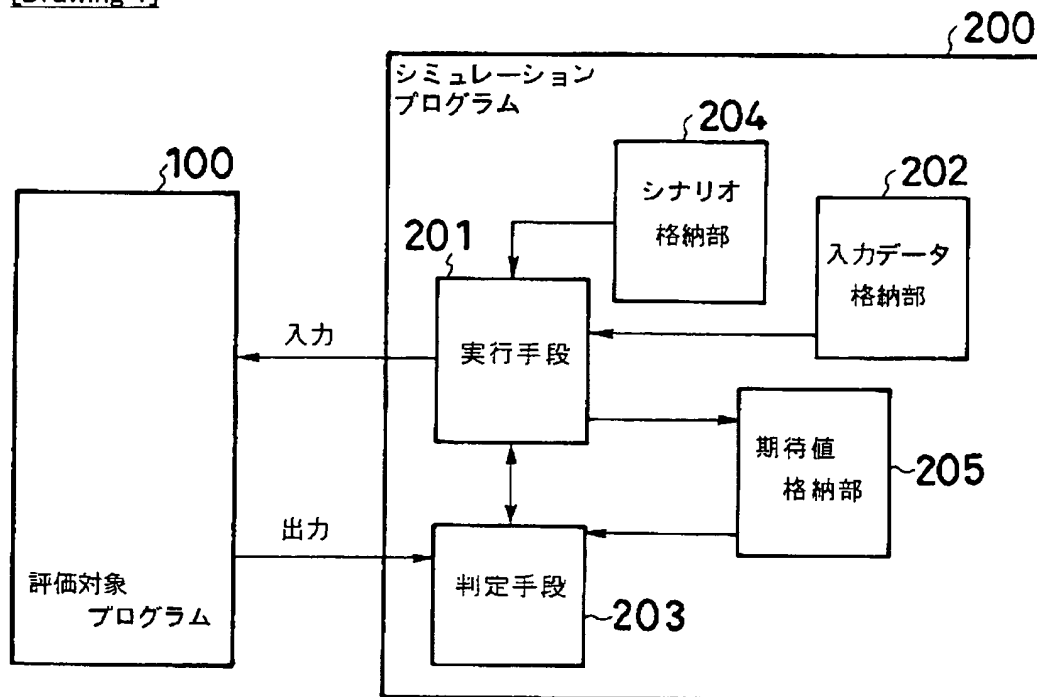 200
シミュレーション
プログラム
204
100
シナリオ
格納部
202
201
入力データ
格納部
入力
実行手段
期待値
格納部
205
出力
評価対象
プログラム
判定手段
203